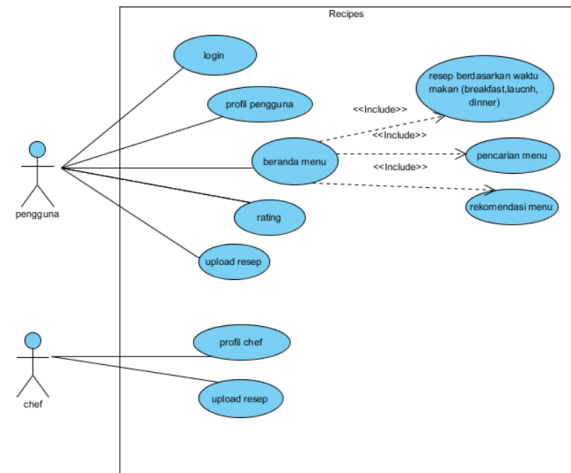 Recipes
login
profil pengguna
beranda menu
rating
upload resep
pengguna
<<Include>>
<<Include>>
<<Include>>
resep berdasarkan waktu
makan (breakfast,laucnh,
dinner)
pencarian menu
rekomendasi menu
profil chef
upload resep
chef